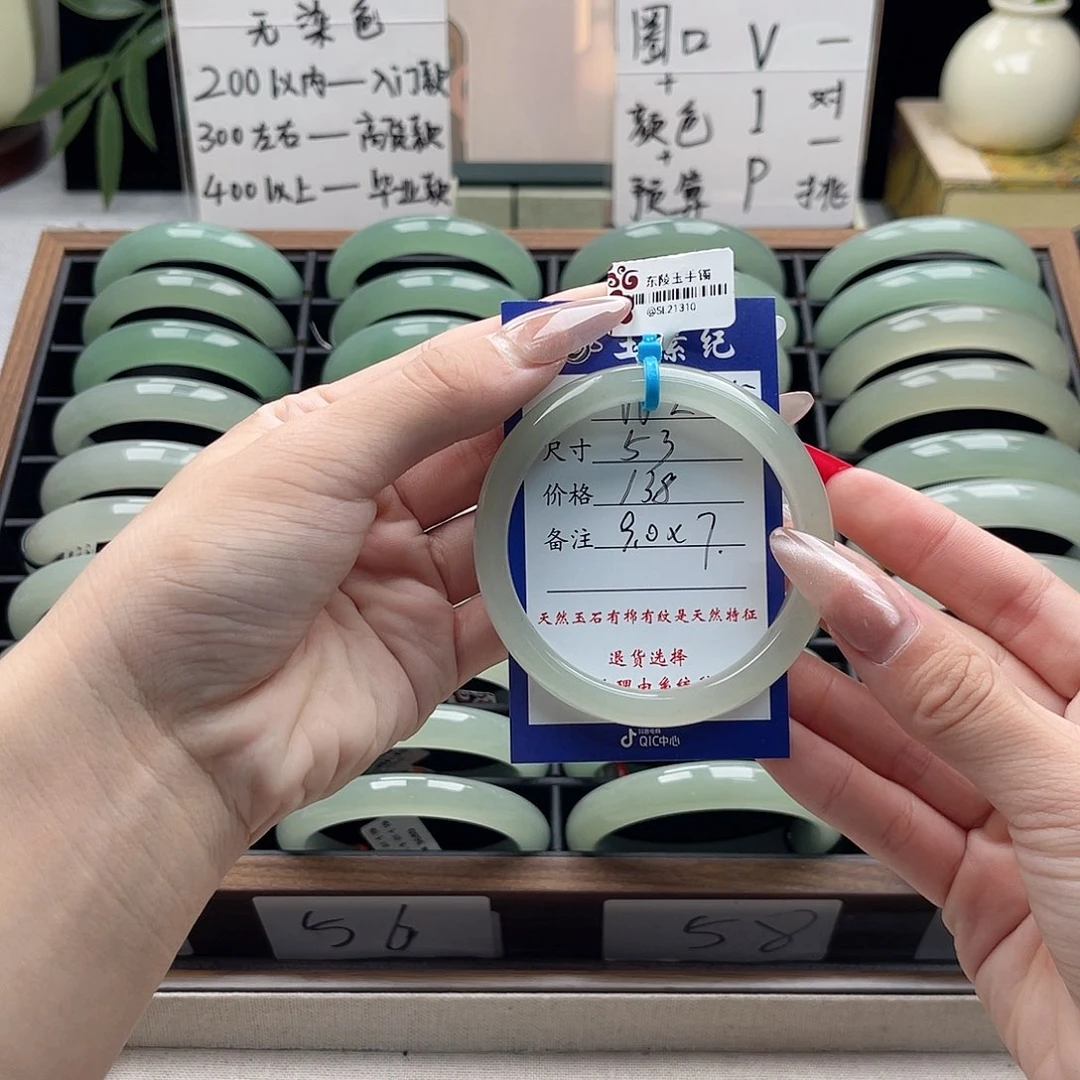 无染色
200以内一入门款
300左右一高货款
400以上一毕业款
圈口
+
颜色
+
预算
V
I
P
一
对
一
挑
东陵玉手镯
@SL21310
尺寸 53
价格 138
备注 9.0x7.
天然玉石有棉有纹是天然特征
退货选择
QIC中心
56
58